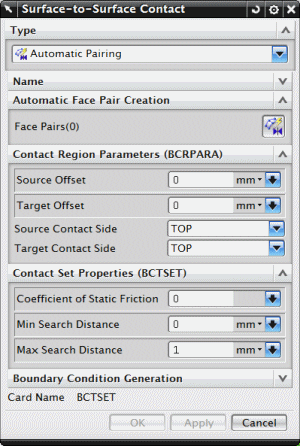 Surface-to-Surface Contact
Type
Automatic Pairing
Name
Automatic Face Pair Creation
Face Pairs(0)
Contact Region Parameters (BCRPARA)
Source Offset 0 mm
Target Offset 0 mm
Source Contact Side TOP
Target Contact Side TOP
Contact Set Properties (BCTSET)
Coefficient of Static Friction 0
Min Search Distance 0 mm
Max Search Distance 1 mm
Boundary Condition Generation
Card Name BCTSET
OK Apply Cancel